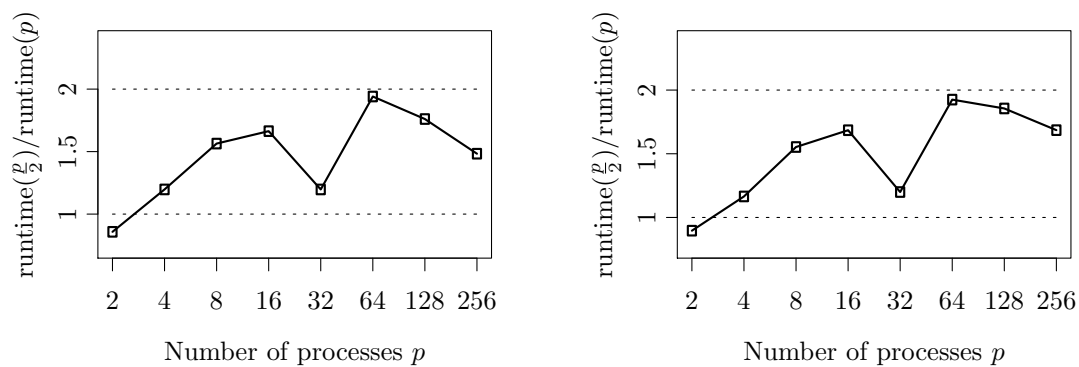 runtime(p/2)/runtime(p)
2
1.5
1
2 4 8 16 32 64 128 256
Number of processes p
runtime(p/2)/runtime(p)
2
1.5
1
2 4 8 16 32 64 128 256
Number of processes p